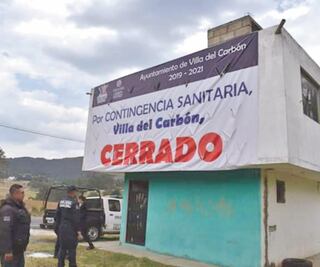 Ayuntamiento de Villa del Carbón
2019 - 2021
Por CONTINGENCIA SANITARIA,
Villa del Carbón,
CERRADO